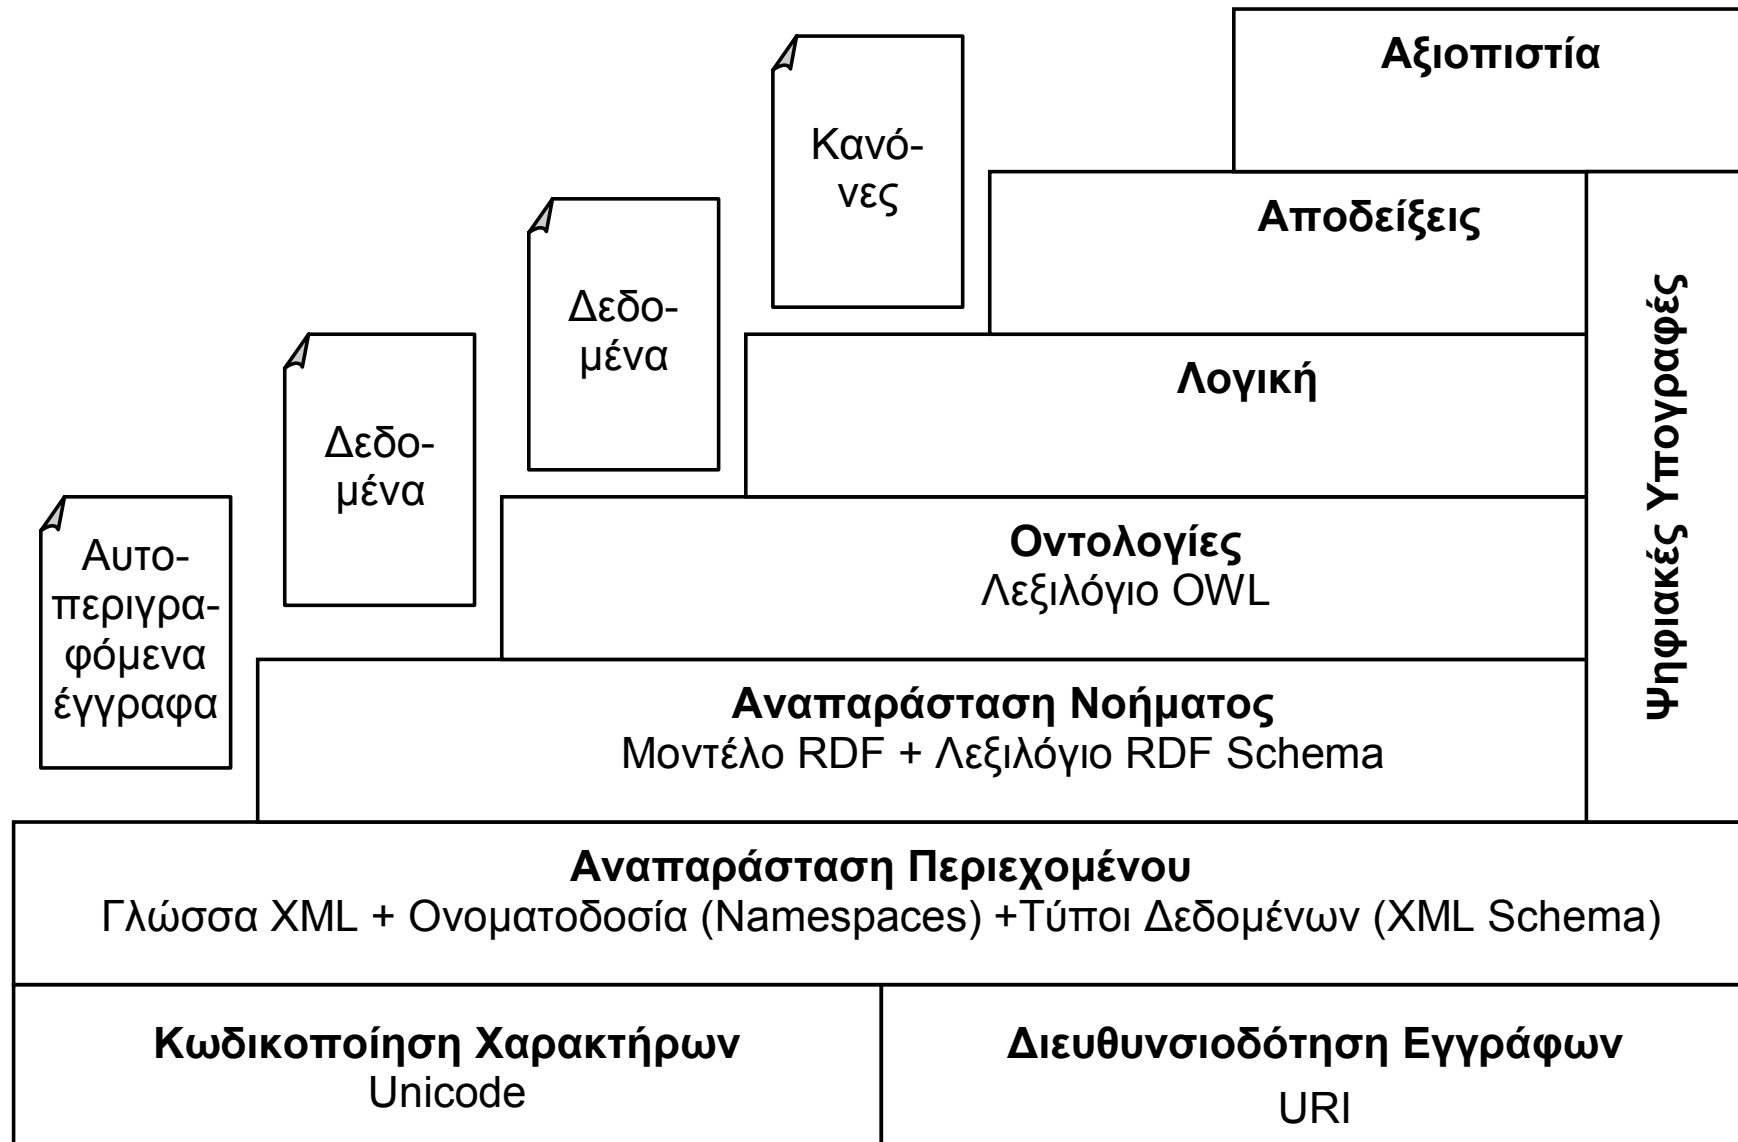 Αξιοπιστία
Κανό-
νες
Αποδείξεις
Δεδο-
μένα
Λογική
Δεδο-
μένα
Οντολογίες
Λεξιλόγιο OWL
Ψηφιακές Υπογραφές
Αυτο-
περιγρα-
φόμενα
έγγραφα
Αναπαράσταση Νοήματος
Μοντέλο RDF + Λεξιλόγιο RDF Schema
Αναπαράσταση Περιεχομένου
Γλώσσα XML + Ονοματοδοσία (Namespaces) +Τύποι Δεδομένων (XML Schema)
Κωδικοποίηση Χαρακτήρων
Unicode
Διευθυνσιοδότηση Εγγράφων
URI